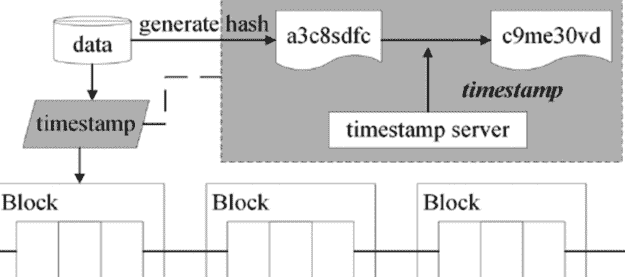 data
generate hash
a3c8sdfc
c9me30vd
timestamp
timestamp
timestamp server
Block
Block
Block